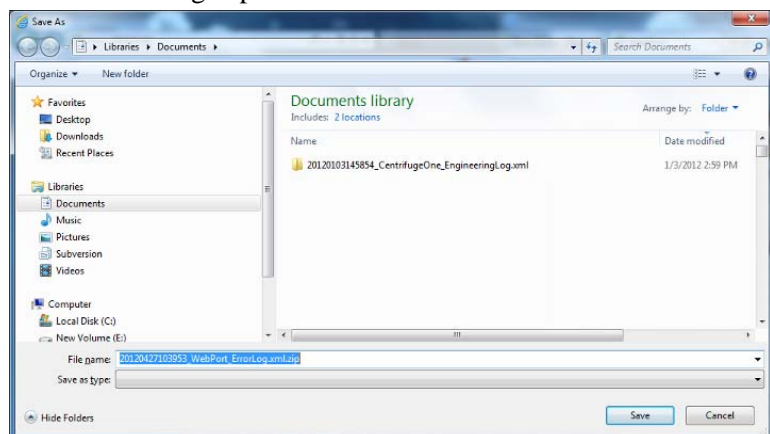 Save As
Libraries Documents
Search Documents
Organize New folder
Favorites
Desktop
Downloads
Recent Places
Libraries
Documents
Music
Pictures
Subversion
Videos
Computer
Local Disk (C:)
New Volume (E:)
Documents library
Includes: 2 locations
Arrange by: Folder
Name Date modified
20120103145854_CentrifugeOne_EngineeringLog.xml 1/3/2012 2:59 PM
File name: 20120427103953_WebPort_ErrorLog.xml.zip
Save as type:
Hide Folders Save Cancel